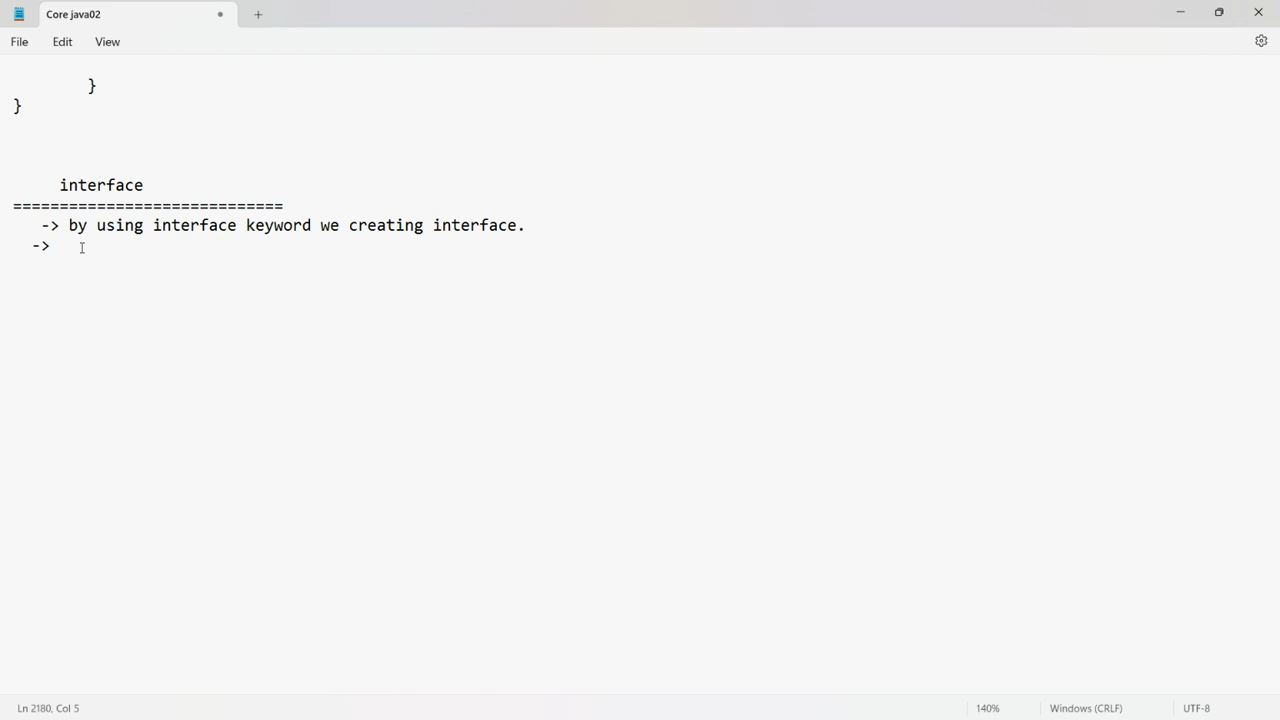 Core java02
File Edit View
}
}
interface
=============================
-> by using interface keyword we creating interface.
->
Ln 2180, Col 5 140% Windows (CRLF) UTF-8